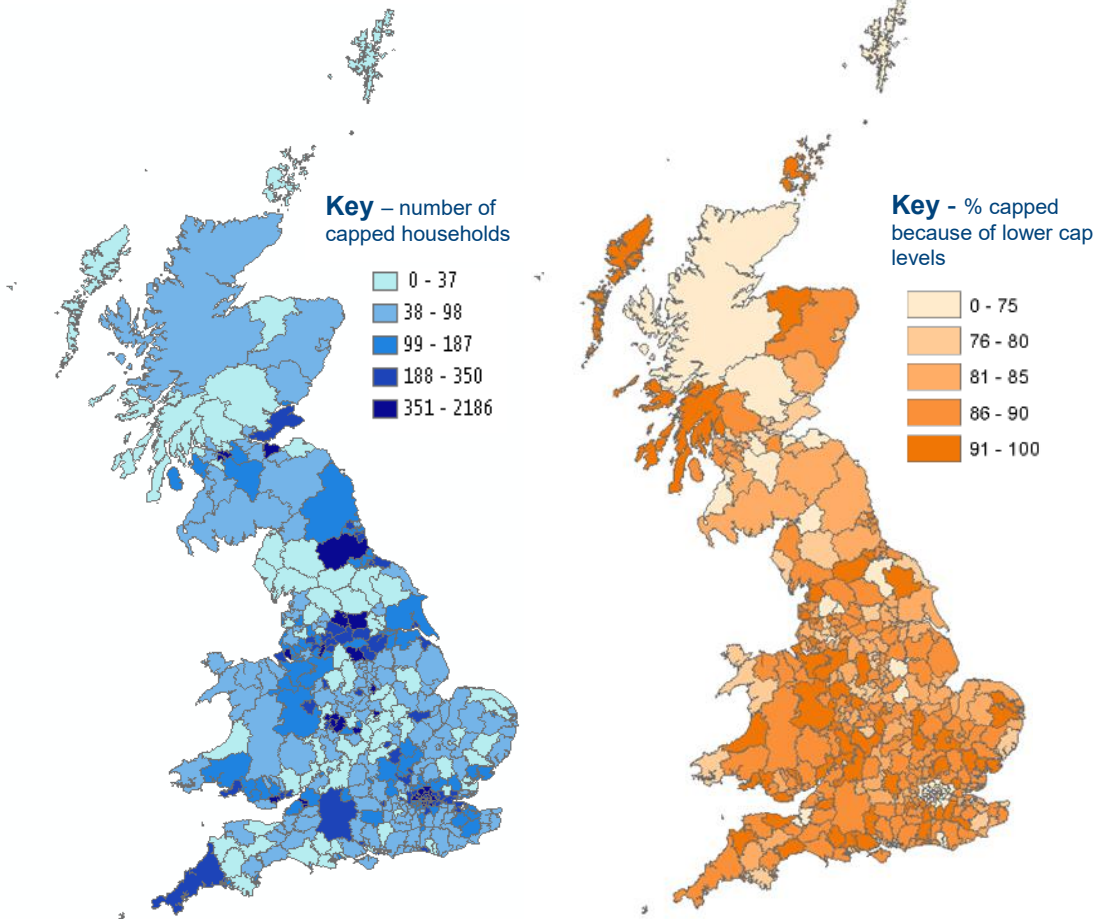 Key – number of
capped households
0 - 37
38 - 98
99 - 187
188 - 350
351 - 2186
Key - % capped
because of lower cap
levels
0 - 75
76 - 80
81 - 85
86 - 90
91 - 100